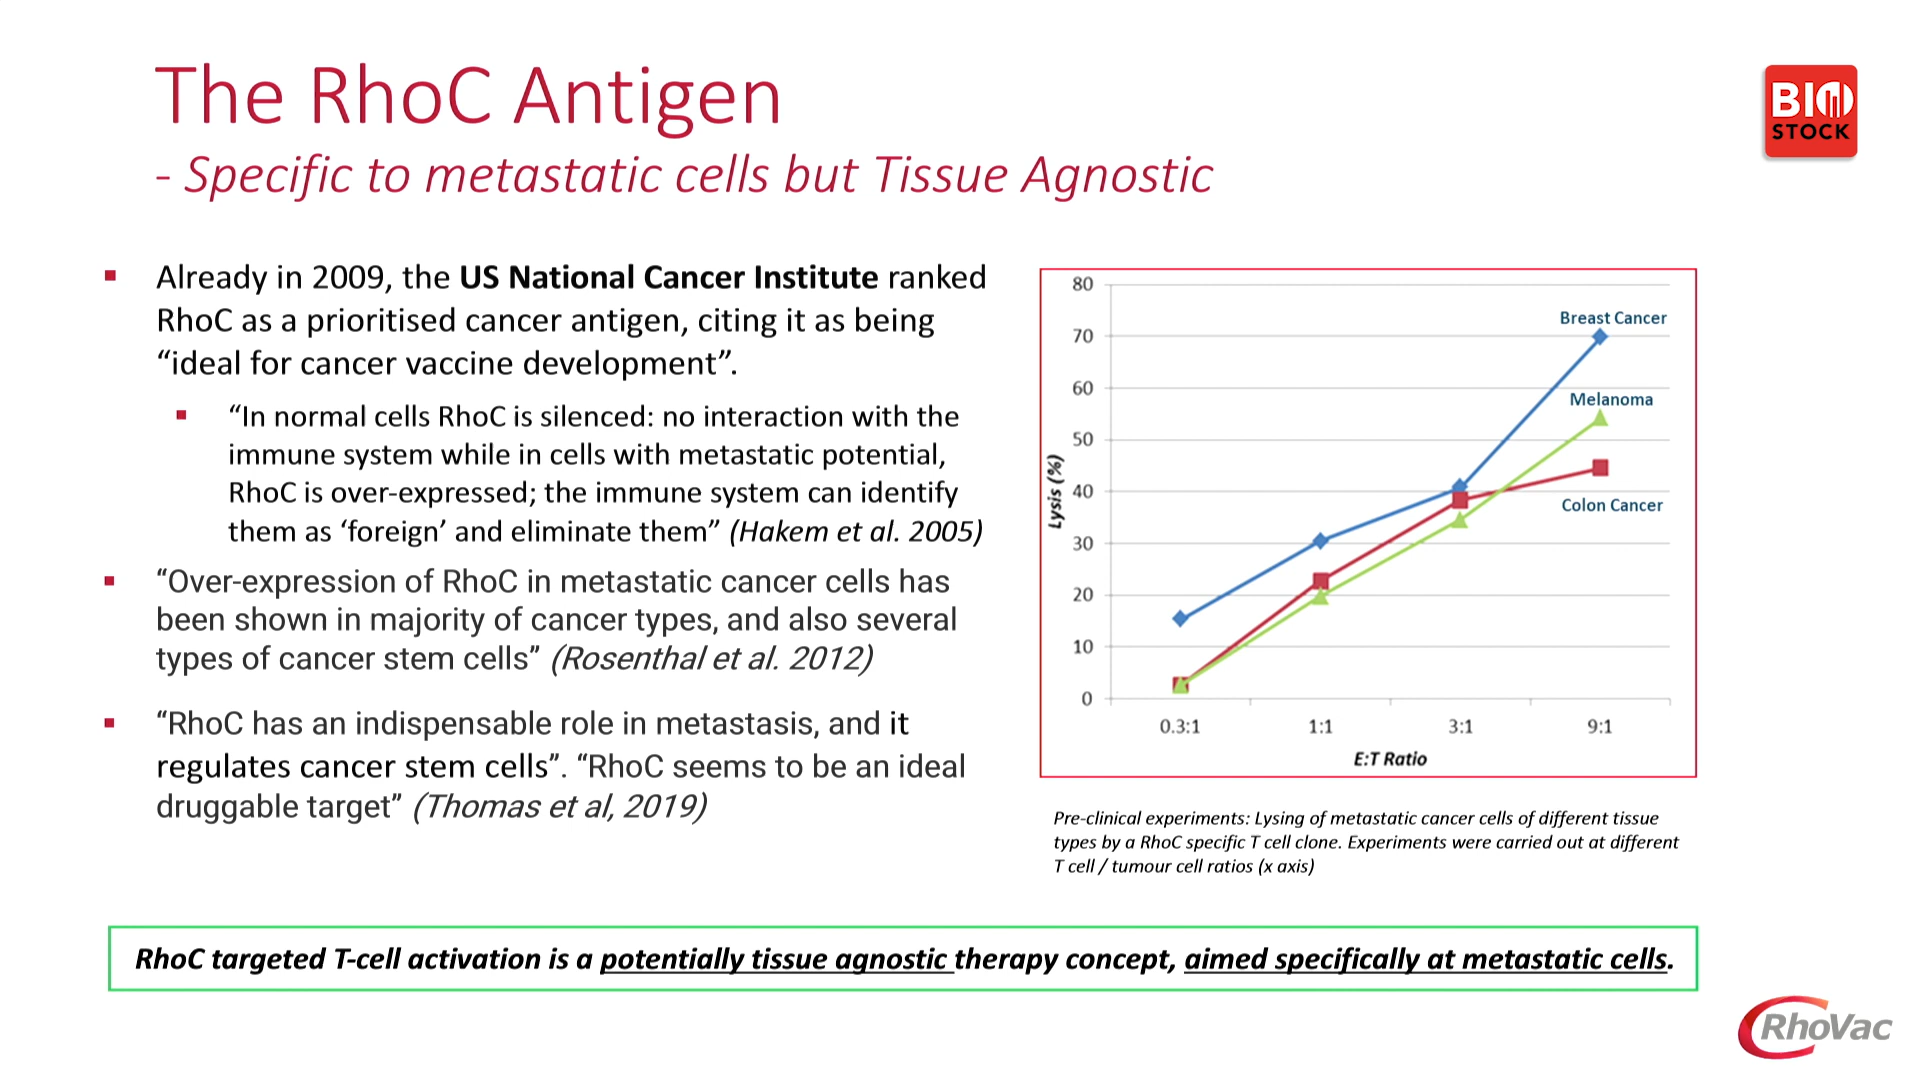 The RhoC Antigen
- Specific to metastatic cells but Tissue Agnostic
BIO
STOCK
Already in 2009, the US National Cancer Institute ranked
RhoC as a prioritised cancer antigen, citing it as being
“ideal for cancer vaccine development”.
“In normal cells RhoC is silenced: no interaction with the
immune system while in cells with metastatic potential,
RhoC is over-expressed; the immune system can identify
them as ‘foreign’ and eliminate them” (Hakem et al. 2005)
“Over-expression of RhoC in metastatic cancer cells has
been shown in majority of cancer types, and also several
types of cancer stem cells” (Rosenthal et al. 2012)
“RhoC has an indispensable role in metastasis, and it
regulates cancer stem cells”. “RhoC seems to be an ideal
druggable target” (Thomas et al, 2019)
80
70
60
50
40
30
20
10
0
Lysis (%)
Breast Cancer
Melanoma
Colon Cancer
0.3:1 1:1 3:1 9:1
E:T Ratio
Pre-clinical experiments: Lysing of metastatic cancer cells of different tissue
types by a RhoC specific T cell clone. Experiments were carried out at different
T cell / tumour cell ratios (x axis)
RhoC targeted T-cell activation is a potentially tissue agnostic therapy concept, aimed specifically at metastatic cells.
RhoVac